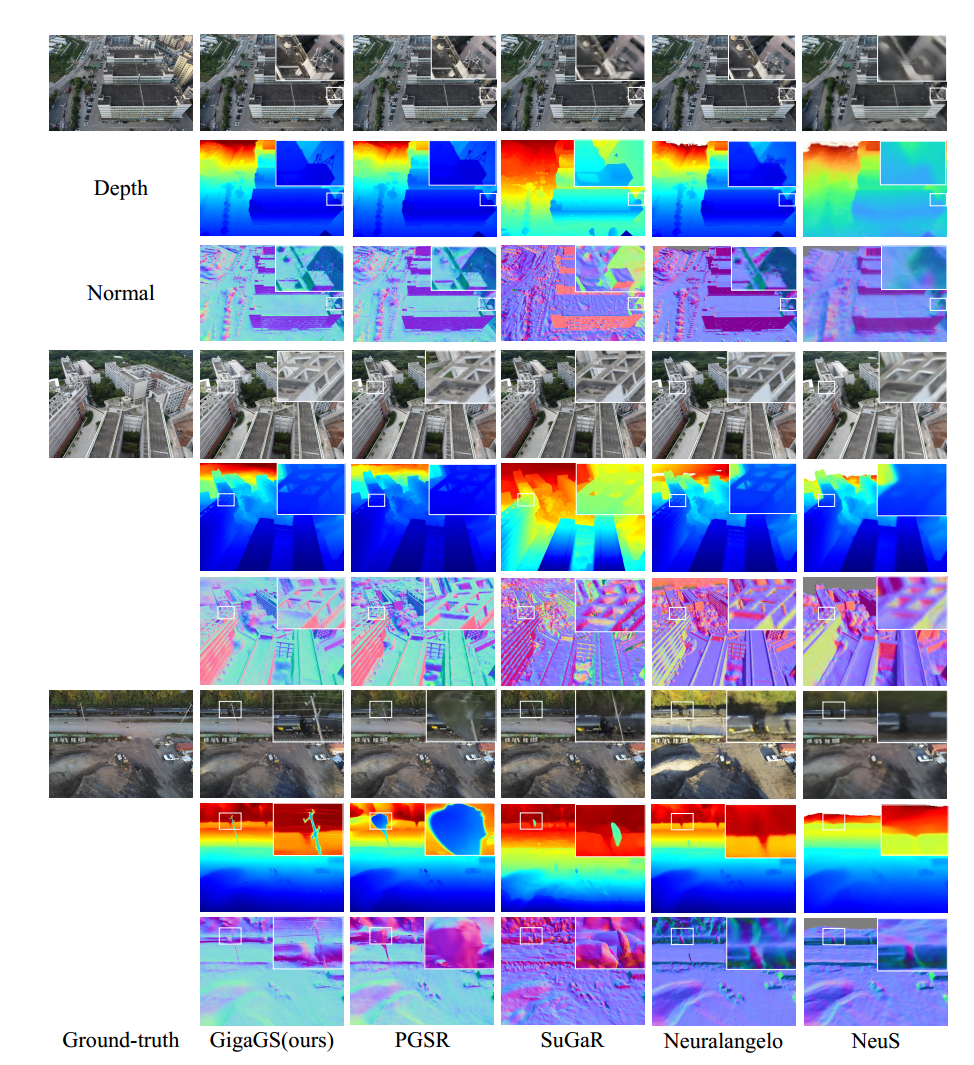 Depth
Normal
Ground-truth GigaGS(ours) PGSR SuGaR Neuralangelo NeuS